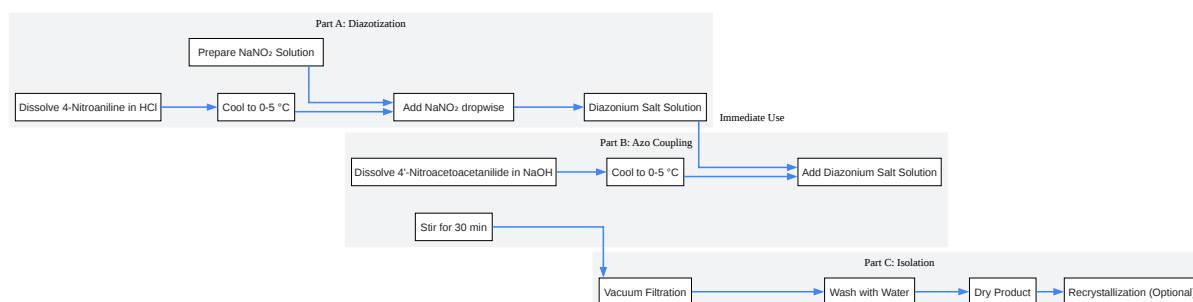 Part A: Diazotization
Prepare NaNO₂ Solution
Dissolve 4-Nitroaniline in HCl
Cool to 0-5 °C
Add NaNO₂ dropwise
Diazonium Salt Solution
Immediate Use
Part B: Azo Coupling
Dissolve 4'-Nitroacetoacetanilide in NaOH
Cool to 0-5 °C
Add Diazonium Salt Solution
Stir for 30 min
Part C: Isolation
Vacuum Filtration
Wash with Water
Dry Product
Recrystallization (Optional)